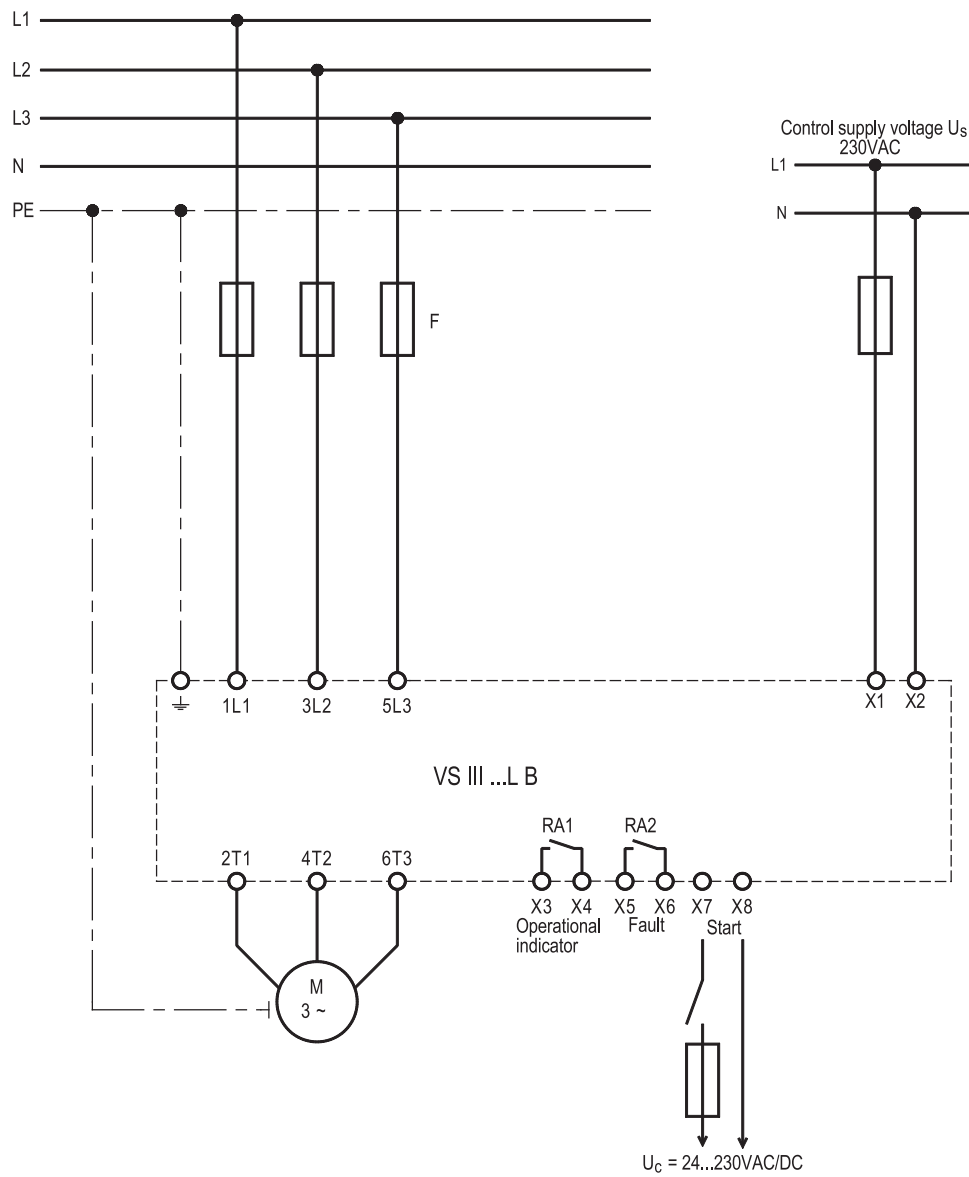 L1
L2
L3
N
PE
Control supply voltage Us
230VAC
L1
N
F
1L1 3L2 5L3 X1 X2
VS III ...L B
RA1 RA2
2T1 4T2 6T3
X3 X4 X5 X6 X7 X8
Operational
indicator
Fault
Start
M
3 ~
Uc = 24...230VAC/DC